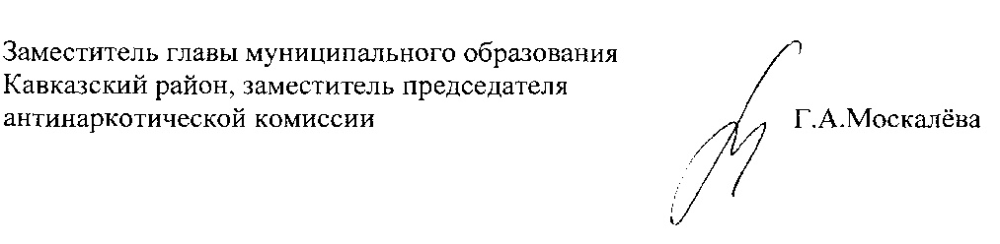 Заместитель главы муниципального образования
Кавказский район, заместитель председателя
антинаркотической комиссии Г.А.Москалёва